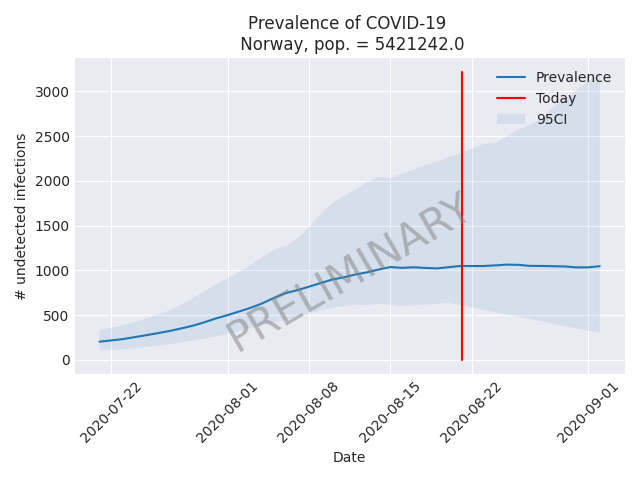 Prevalence of COVID-19
Norway, pop. = 5421242.0
# undetected infections
3000
2500
2000
1500
1000
500
0
Prevalence
Today
95CI
PRELIMINARY
2020-07-22
2020-08-01
2020-08-08
2020-08-15
2020-08-22
2020-09-01
Date